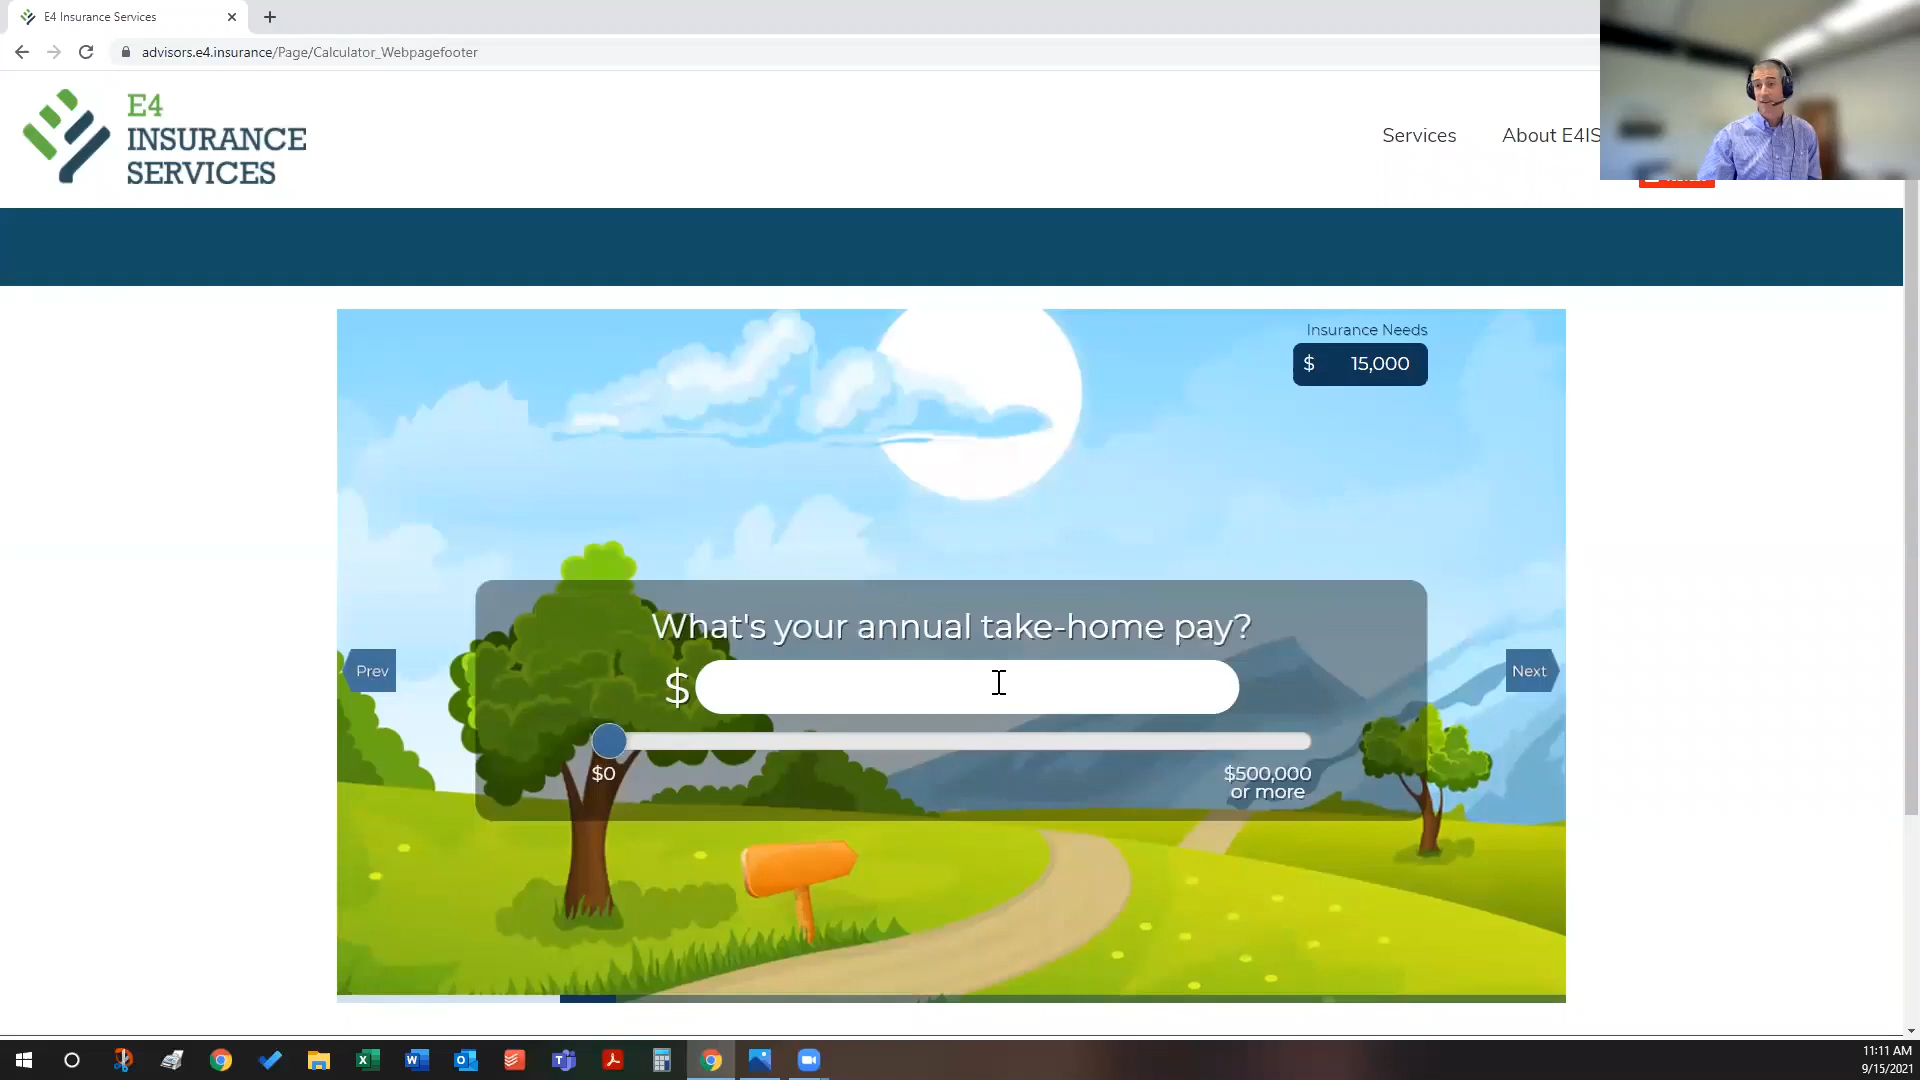 E4 Insurance Services
advisors.e4.insurance/Page/Calculator_Webpagefooter
E4
INSURANCE
SERVICES
Services
About E4IS
Insurance Needs
$ 15,000
What's your annual take-home pay?
Prev
$
Next
$0
$500,000
or more
11:11 AM
9/15/2021